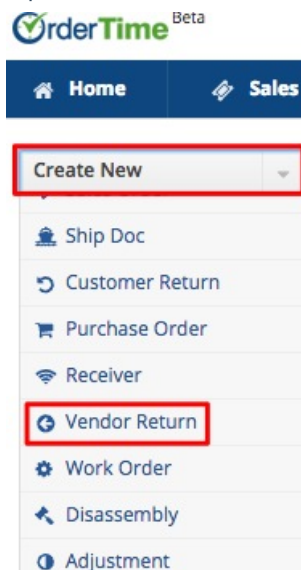 OrderTime Beta
Home Sales
Create New
Ship Doc
Customer Return
Purchase Order
Receiver
Vendor Return
Work Order
Disassembly
Adjustment